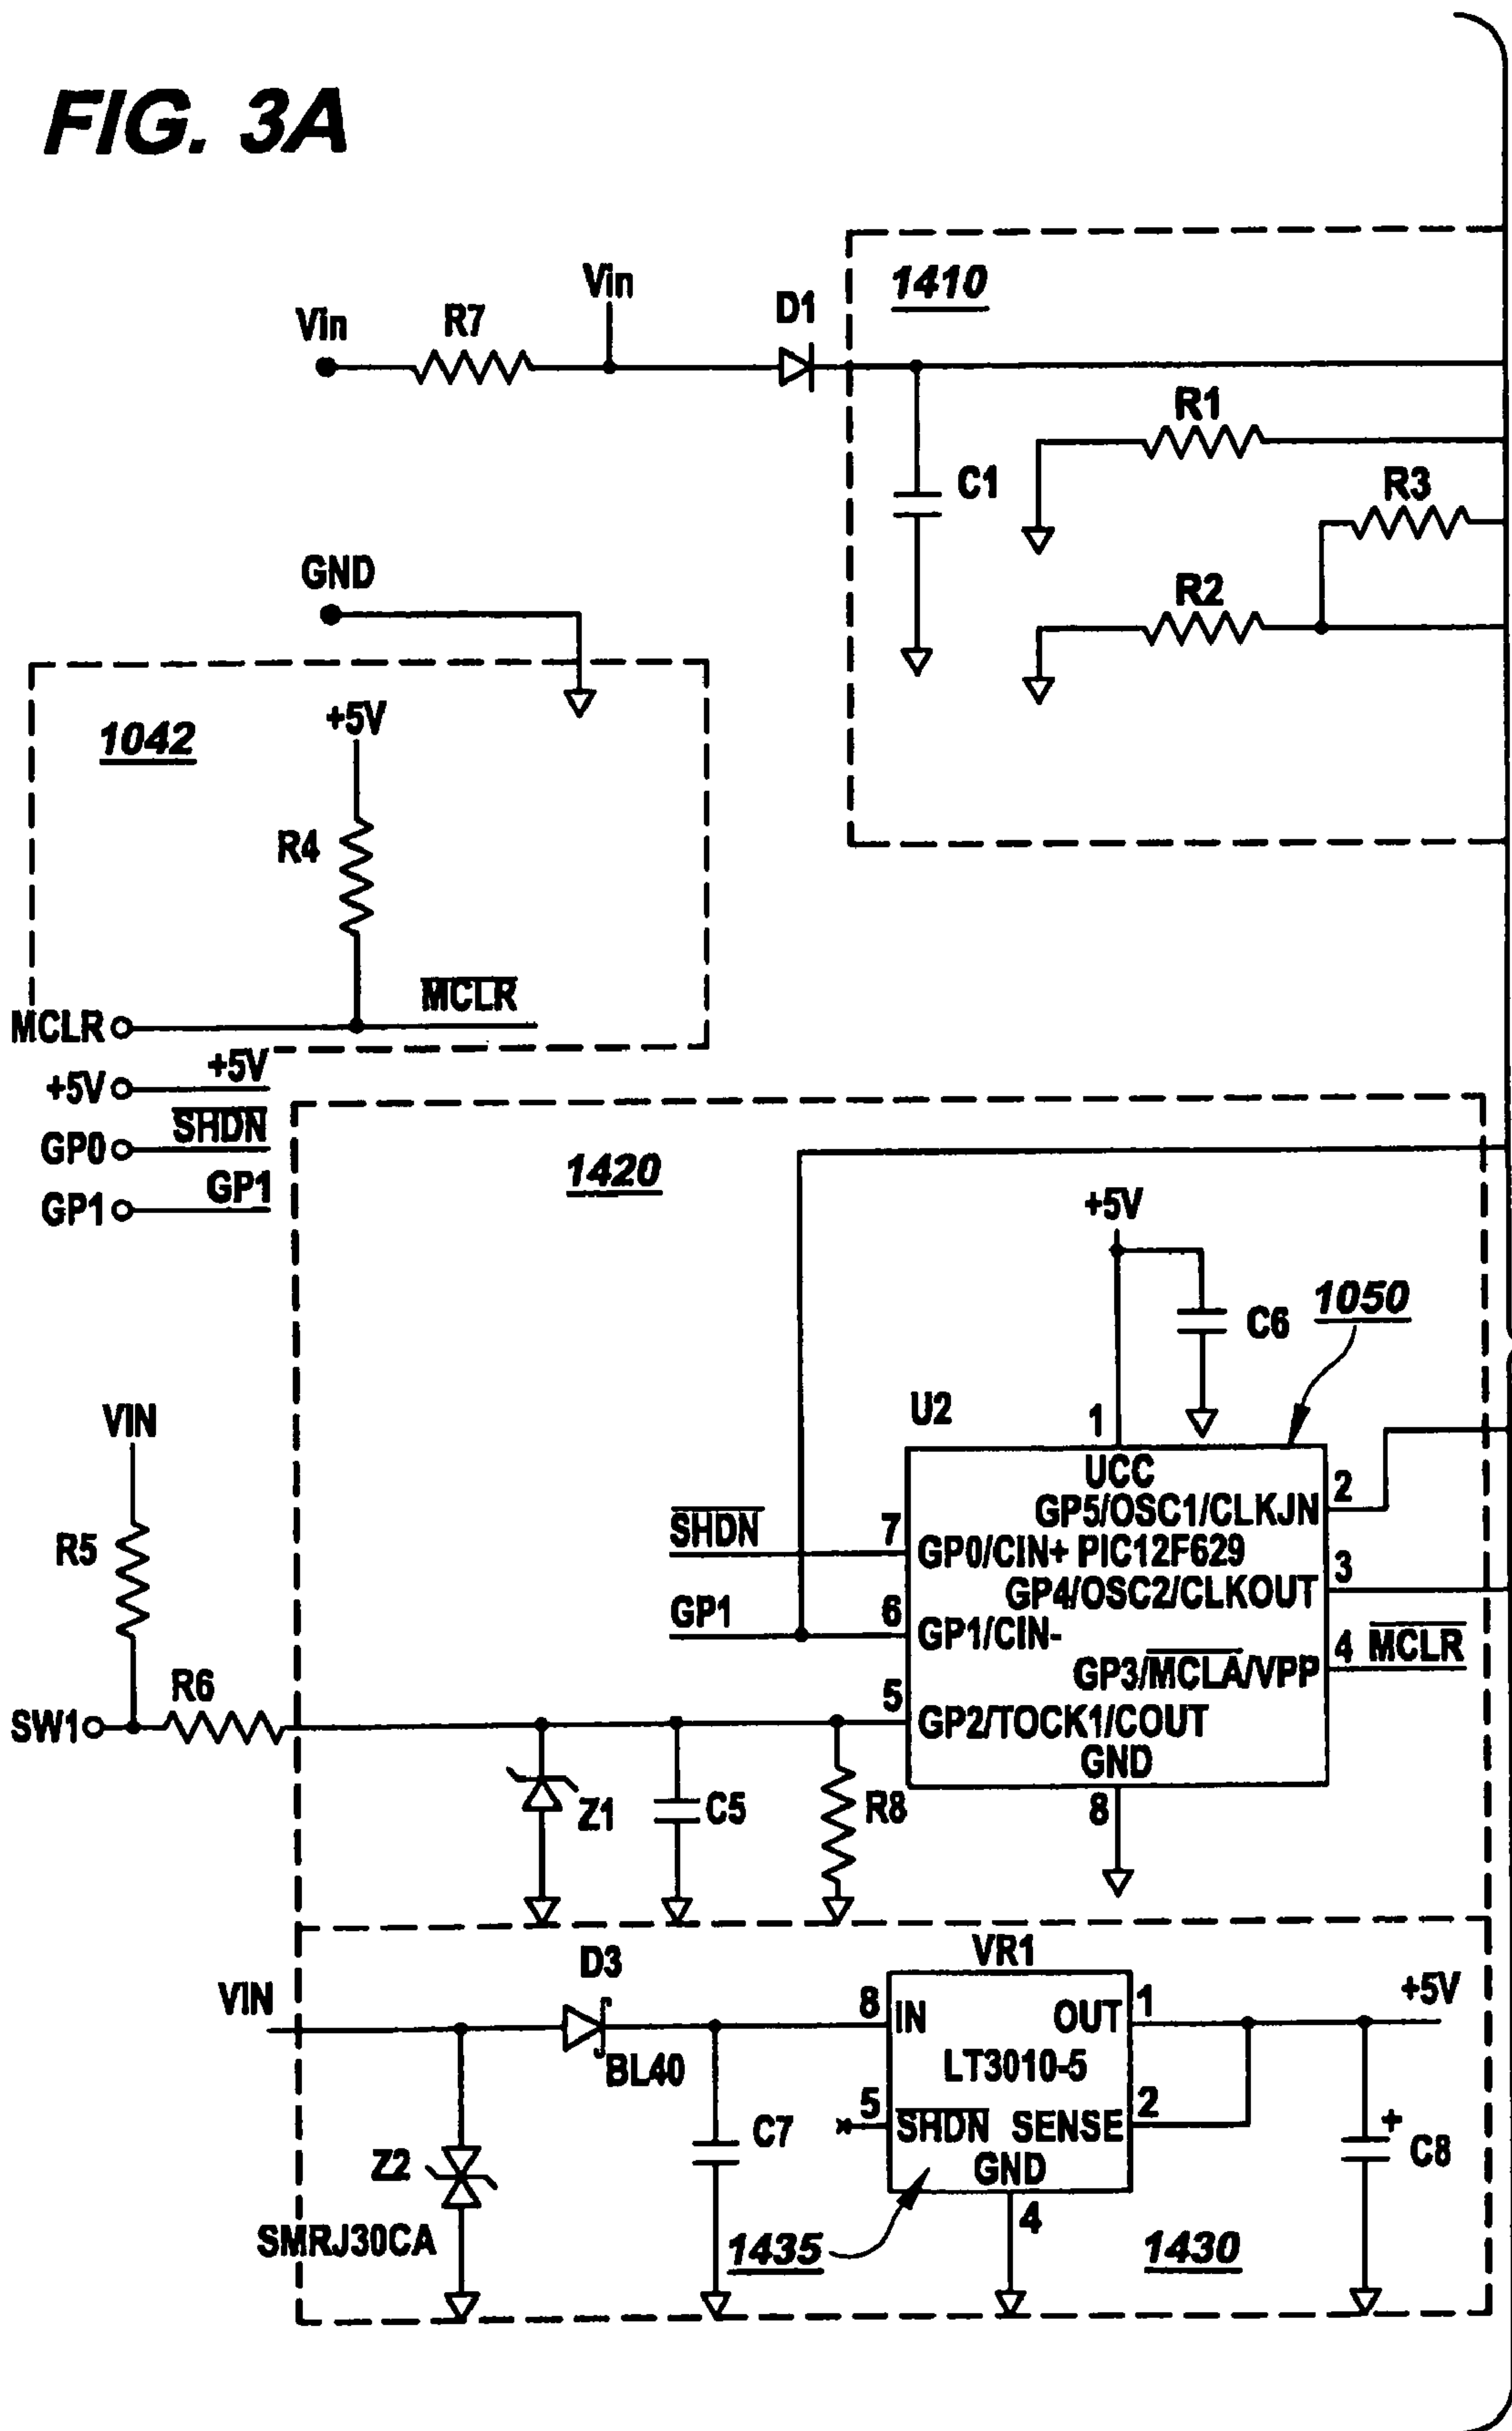 FIG. 3A
Vin
R7
Vin
D1
1410
R1
C1
R3
R2
GND
1042
+5V
R4
MCLR
MCLR
+5V
+5V
GP0
SHDN
GP1
GP1
1420
+5V
C6
1050
U2
1
UCC
GP5/OSC1/CLKJN
2
SHDN
7
GP0/CIN+ PIC12F629
GP4/OSC2/CLKOUT
3
GP1
6
GP1/CIN-
GP3/MCLA/VPP
4
MCLR
5
GP2/TOCK1/COUT
GND
8
VIN
R5
R6
SW1
Z1
C5
R8
VR1
D3
VIN
8
IN
OUT
1
+5V
BL40
LT3010-5
5
SHDN
SENSE
2
C7
GND
4
+
C8
Z2
SMRJ30CA
1435
1430